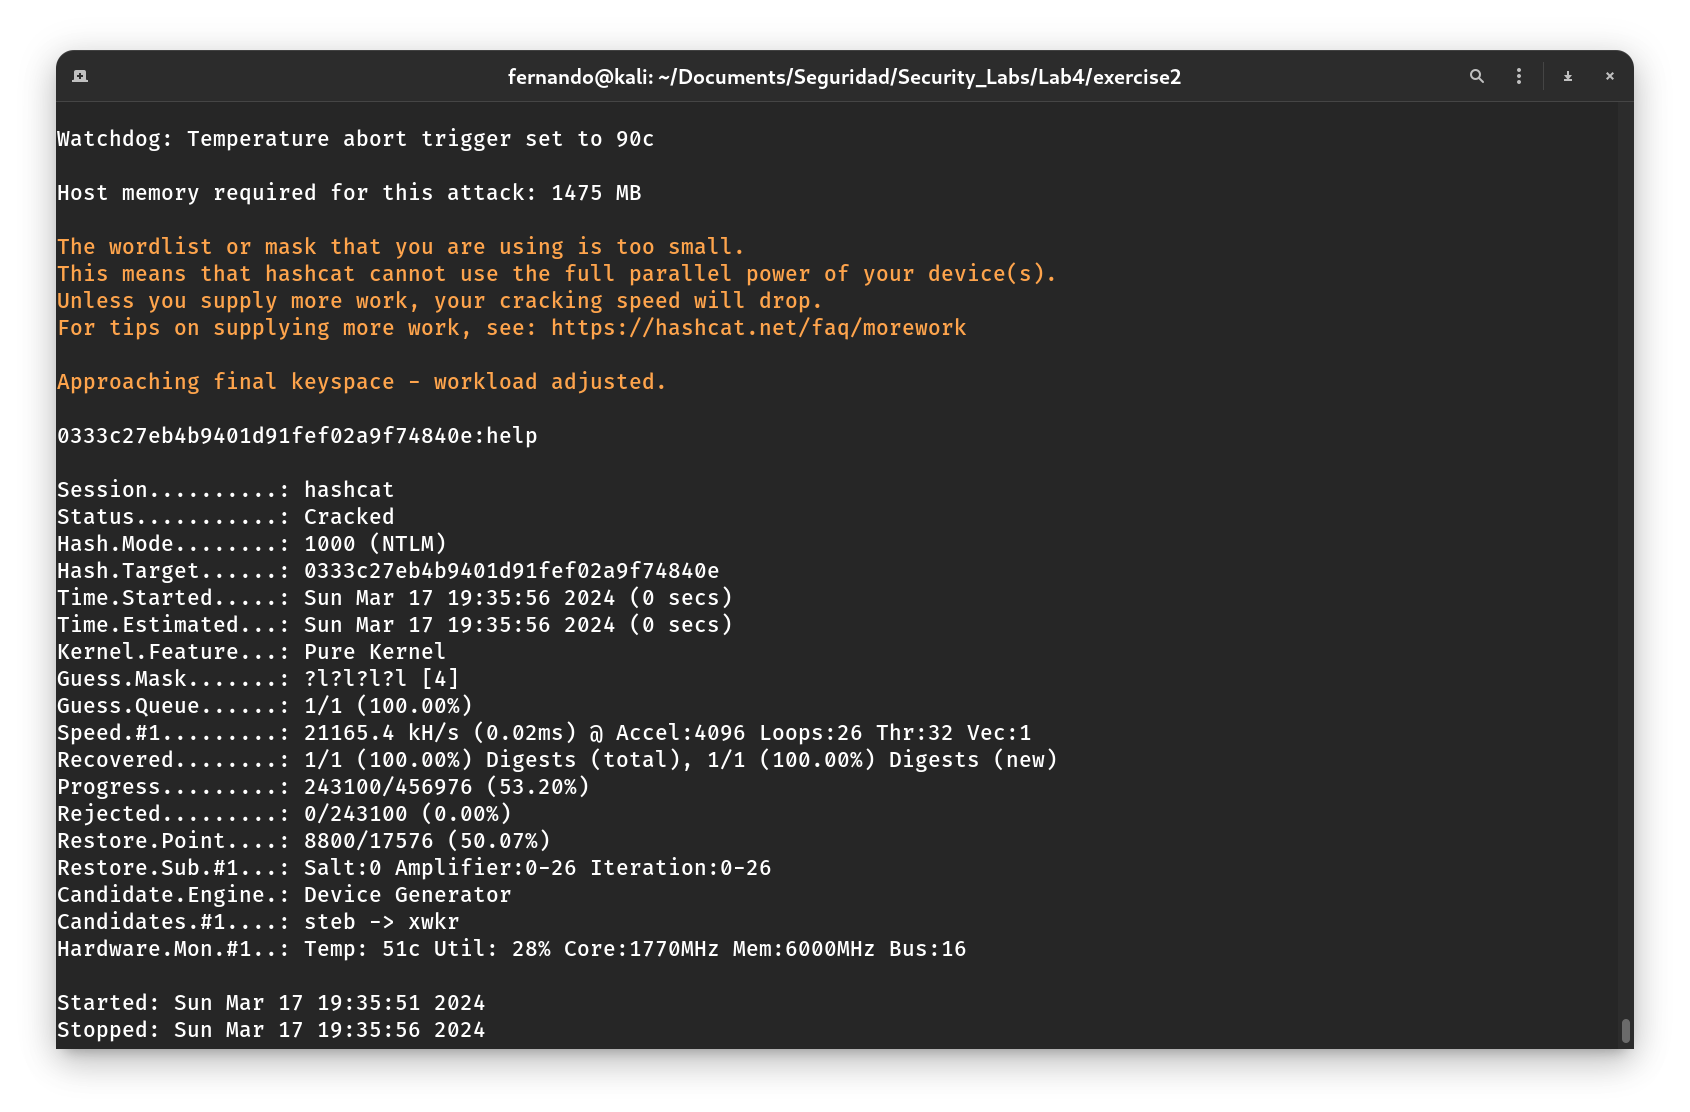 fernando@kali: ~/Documents/Seguridad/Security_Labs/Lab4/exercise2
Watchdog: Temperature abort trigger set to 90c
Host memory required for this attack: 1475 MB
The wordlist or mask that you are using is too small.
This means that hashcat cannot use the full parallel power of your device(s).
Unless you supply more work, your cracking speed will drop.
For tips on supplying more work, see: https://hashcat.net/faq/morework
Approaching final keyspace - workload adjusted.
0333c27eb4b9401d91fef02a9f74840e:help
Session..........: hashcat
Status...........: Cracked
Hash.Mode........: 1000 (NTLM)
Hash.Target......: 0333c27eb4b9401d91fef02a9f74840e
Time.Started.....: Sun Mar 17 19:35:56 2024 (0 secs)
Time.Estimated...: Sun Mar 17 19:35:56 2024 (0 secs)
Kernel.Feature...: Pure Kernel
Guess.Mask.......: ?l?l?l?l [4]
Guess.Queue......: 1/1 (100.00%)
Speed.#1.........: 21165.4 kH/s (0.02ms) @ Accel:4096 Loops:26 Thr:32 Vec:1
Recovered........: 1/1 (100.00%) Digests (total), 1/1 (100.00%) Digests (new)
Progress.........: 243100/456976 (53.20%)
Rejected.........: 0/243100 (0.00%)
Restore.Point....: 8800/17576 (50.07%)
Restore.Sub.#1...: Salt:0 Amplifier:0-26 Iteration:0-26
Candidate.Engine.: Device Generator
Candidates.#1....: steb -> xwkr
Hardware.Mon.#1..: Temp: 51c Util: 28% Core:1770MHz Mem:6000MHz Bus:16
Started: Sun Mar 17 19:35:51 2024
Stopped: Sun Mar 17 19:35:56 2024